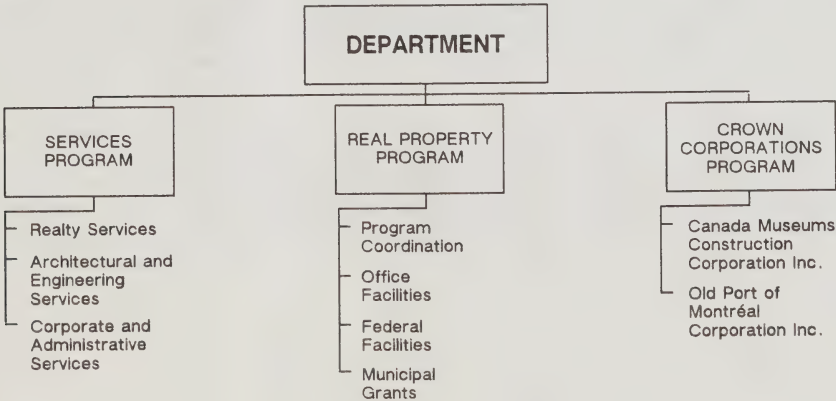 DEPARTMENT
SERVICES
PROGRAM
Realty Services
Architectural and
Engineering
Services
Corporate and
Administrative
Services
REAL PROPERTY
PROGRAM
Program
Coordination
Office
Facilities
Federal
Facilities
Municipal
Grants
CROWN
CORPORATIONS
PROGRAM
Canada Museums
Construction
Corporation Inc.
Old Port of
Montréal
Corporation Inc.